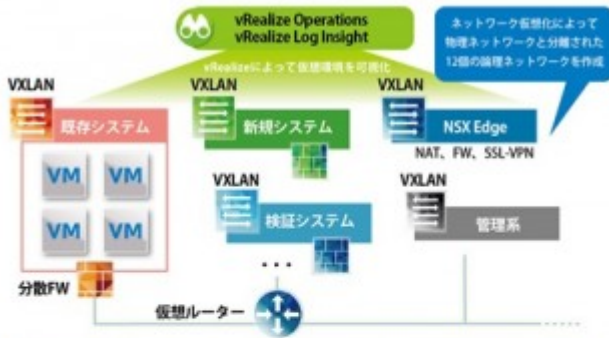 vRealize Operations
vRealize Log Insight
ネットワーク仮想化によって
物理ネットワークと分離された
12個の論理ネットワークを作成
vRealizeによって仮想環境を可視化
VXLAN
既存システム
VM
VM
VM
VM
分散FW
VXLAN
新規システム
VXLAN
NSX Edge
NAT、FW、SSL-VPN
VXLAN
検証システム
VXLAN
管理系
...
仮想ルーター